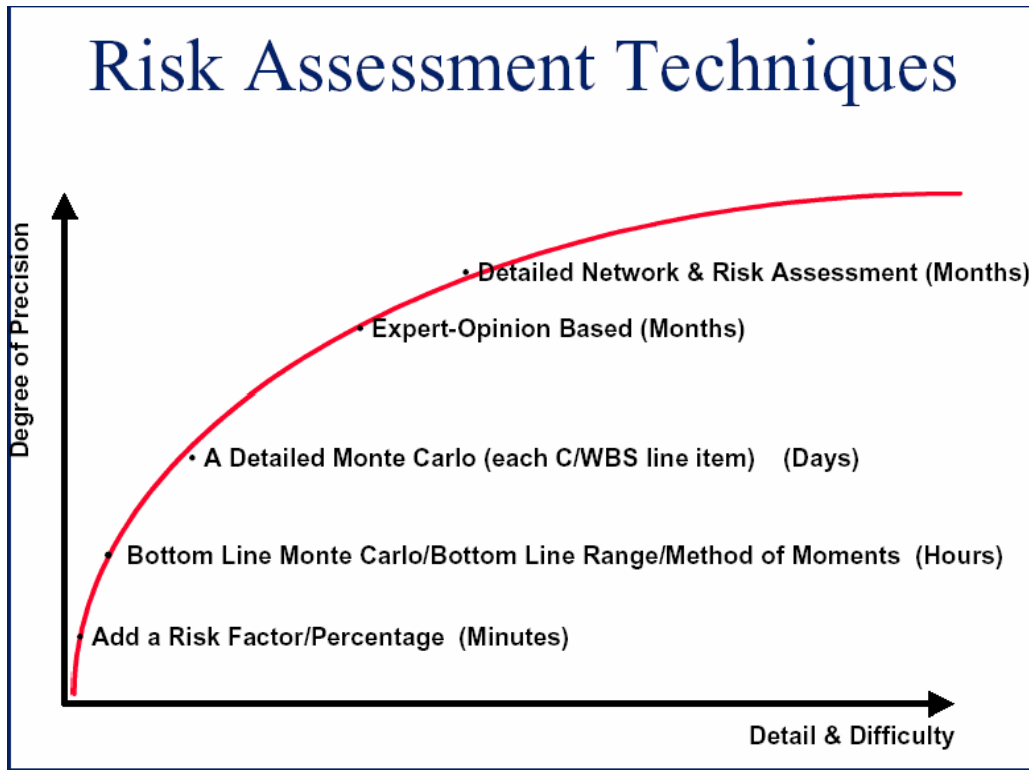 Risk Assessment Techniques
Degree of Precision
• Detailed Network & Risk Assessment (Months)
• Expert-Opinion Based (Months)
• A Detailed Monte Carlo (each C/WBS line item) (Days)
• Bottom Line Monte Carlo/Bottom Line Range/Method of Moments (Hours)
• Add a Risk Factor/Percentage (Minutes)
Detail & Difficulty